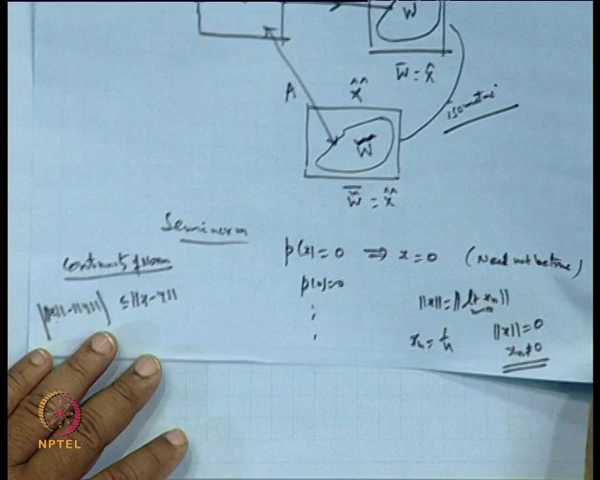 W
W̄ = X̂
A
X̂̂
isometric
Ŵ
Ŵ̄ = X̂̂
Seminorm
p(x)=0 ⟹ x=0 (Need not be true)
Continuity of norm
p(0)=0
| ||x||-||y|| | ≤ ||x-y||
||x|| = || lt xₙ ||
n→∞
xₙ = 1/n
||x||=0
xₙ≠0
NPTEL